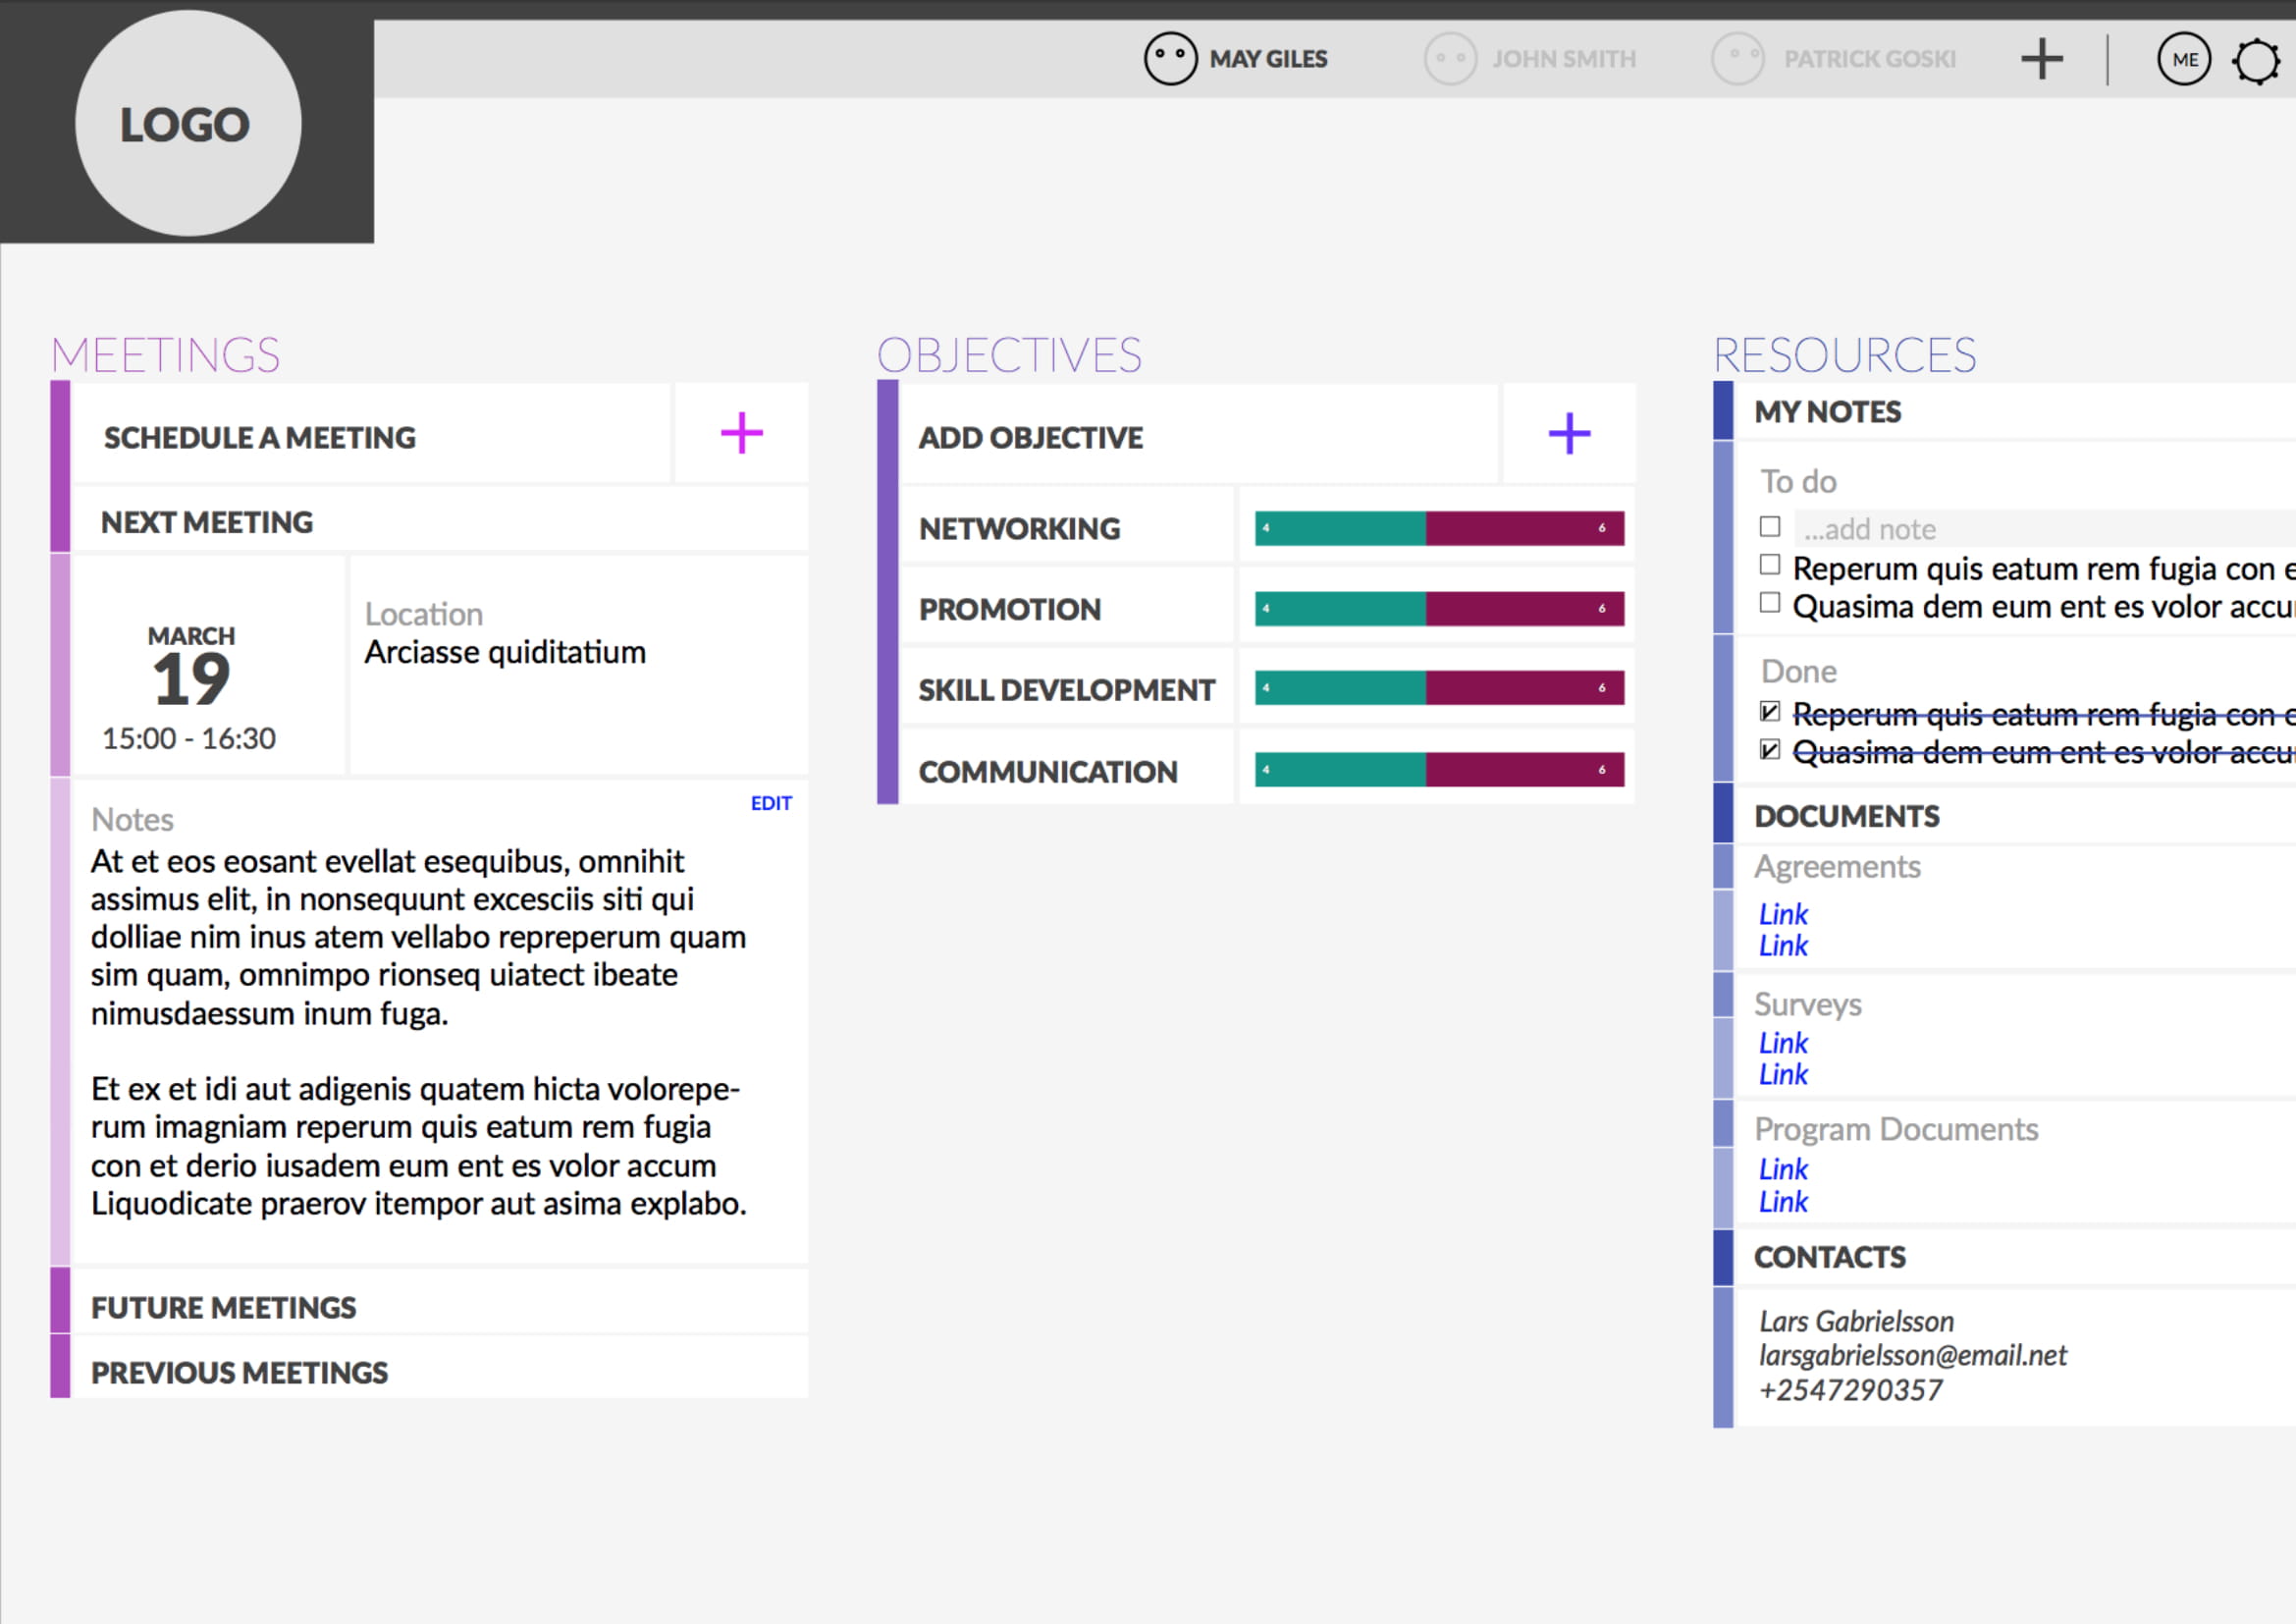 LOGO
MAY GILES
JOHN SMITH
PATRICK GOSKI
ME
MEETINGS
SCHEDULE A MEETING
NEXT MEETING
MARCH
19
15:00 - 16:30
Location
Arciasse quiditatium
Notes
EDIT
At et eos eosant evellat esequibus, omnihit
assimus elit, in nonsequunt excesciis siti qui
dolliae nim inus atem vellabo repreperum quam
sim quam, omnimpo rionseq uiatect ibeate
nimusdaessum inum fuga.
Et ex et idi aut adigenis quatem hicta volorepe-
rum imagniam reperum quis eatum rem fugia
con et derio iusadem eum ent es volor accum
Liquodicate praerov itempor aut asima explabo.
FUTURE MEETINGS
PREVIOUS MEETINGS
OBJECTIVES
ADD OBJECTIVE
NETWORKING 4 6
PROMOTION 4 6
SKILL DEVELOPMENT 4 6
COMMUNICATION 4 6
RESOURCES
MY NOTES
To do
...add note
Reperum quis eatum rem fugia con
Quasima dem eum ent es volor
Done
Reperum quis eatum rem fugia con
Quasima dem eum ent es volor
DOCUMENTS
Agreements
Link
Link
Surveys
Link
Link
Program Documents
Link
Link
CONTACTS
Lars Gabrielsson
larsgabrielsson@email.net
+2547290357